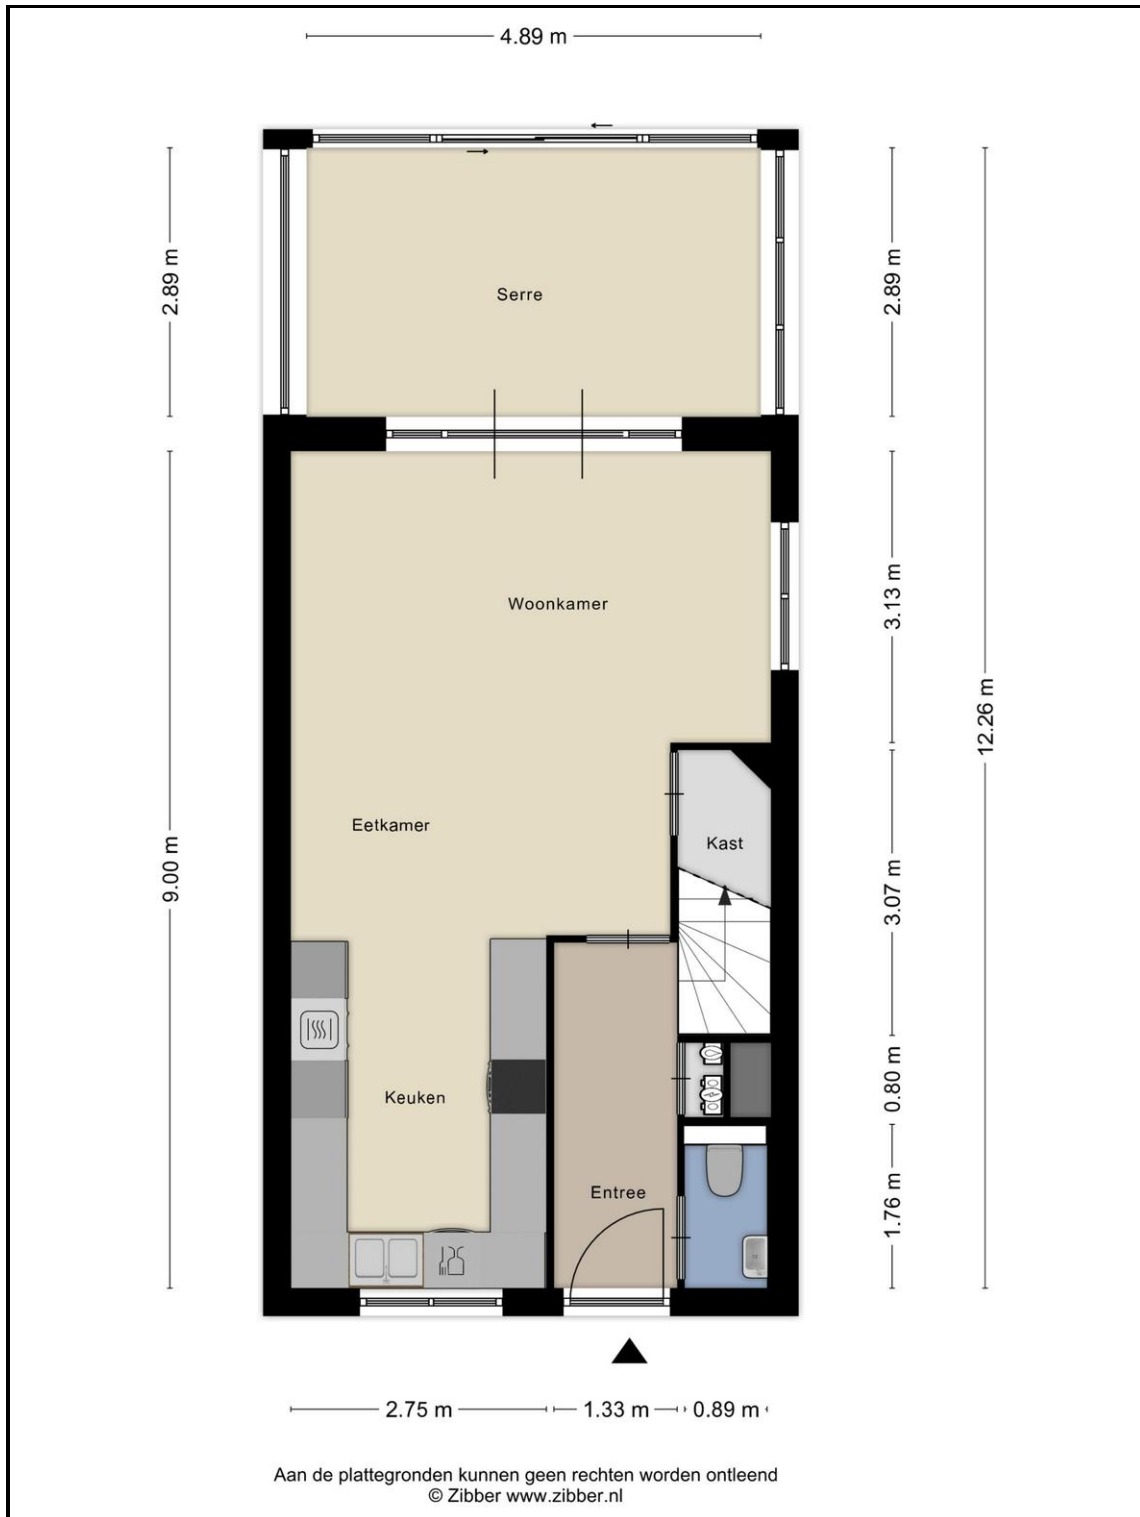 4.89 m
2.89 m
Serre
2.89 m
Woonkamer
3.13 m
12.26 m
Eetkamer
Kast
9.00 m
3.07 m
Keuken
0.80 m
Entree
1.76 m
2.75 m
1.33 m
0.89 m
Aan de plattegronden kunnen geen rechten worden ontleend
© Zibber www.zibber.nl